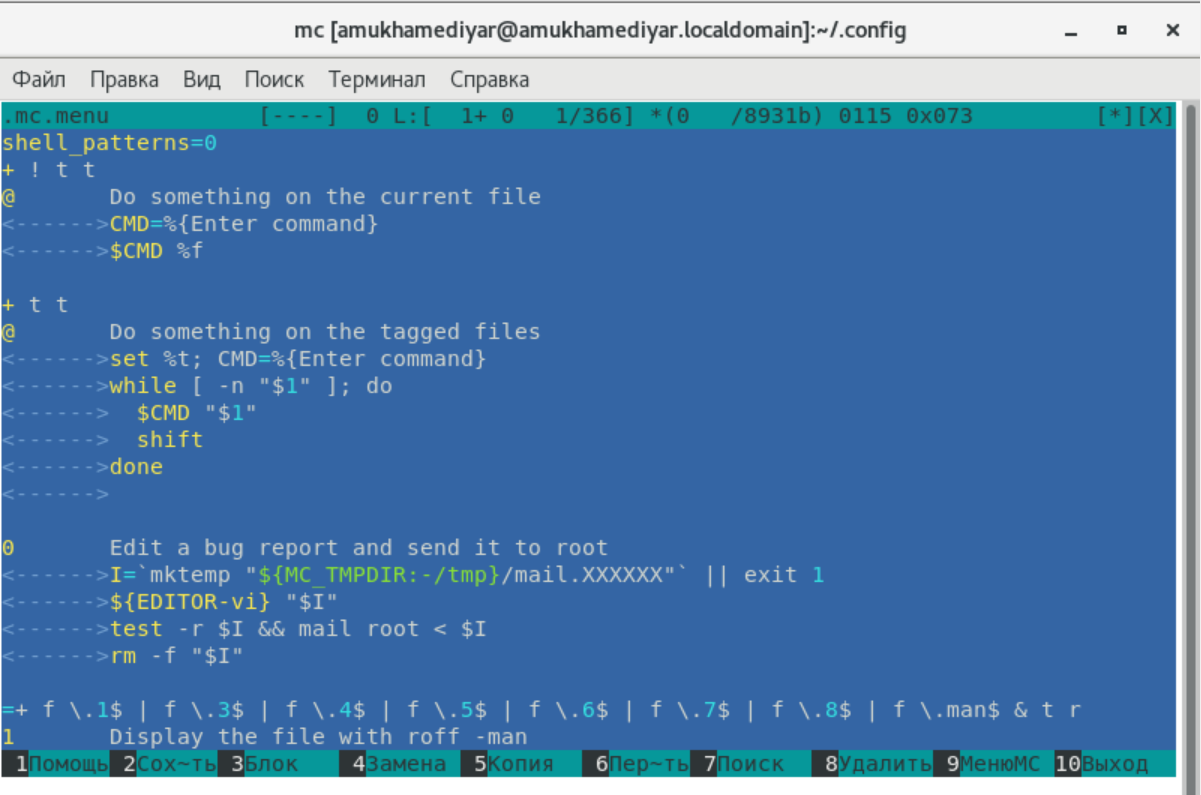 mc [amukhamediyar@amukhamediyar.localdomain]:~/.config
Файл Правка Вид Поиск Терминал Справка
.mc.menu [----] 0 L:[ 1+ 0 1/366] *(0 /8931b) 0115 0x073 [*][X]
shell_patterns=0
+ ! t t
@ Do something on the current file
<------>CMD=%{Enter command}
<------>$CMD %f
+ t t
@ Do something on the tagged files
<------>set %t; CMD=%{Enter command}
<------>while [ -n "$1" ]; do
<------> $CMD "$1"
<------> shift
<------>done
<------>
0 Edit a bug report and send it to root
<------>I=`mktemp "${MC_TMPDIR:-/tmp}/mail.XXXXXX"` || exit 1
<------>${EDITOR-vi} "$I"
<------>test -r $I && mail root < $I
<------>rm -f "$I"
=+ f \.1$ | f \.3$ | f \.4$ | f \.5$ | f \.6$ | f \.7$ | f \.8$ | f \.man$ & t r
1 Display the file with roff -man
1Помощь 2Сох~ть 3Блок 4Замена 5Копия 6Пер~ть 7Поиск 8Удалить 9МенюMC 10Выход